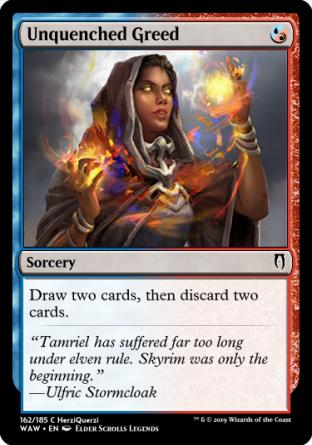 Unquenched Greed
Sorcery
Draw two cards, then discard two
cards.
“Tamriel has suffered far too long
under elven rule. Skyrim was only the
beginning.”
—Ulfric Stormcloak
162/185 C HerziQuerzi
WAW • EN Elder Scrolls Legends
™ & © 2019 Wizards of the Coast